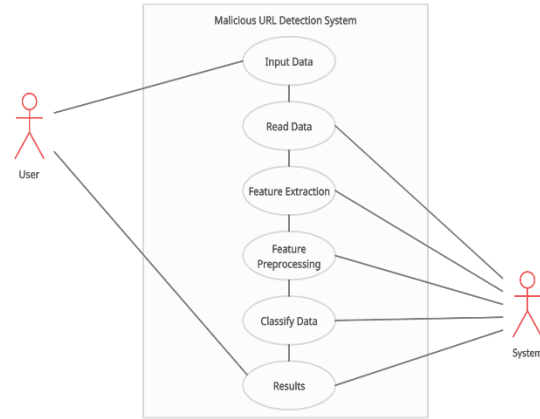 Malicious URL Detection System
Input Data
Read Data
User
Feature Extraction
Feature
Preprocessing
Classify Data
System
Results